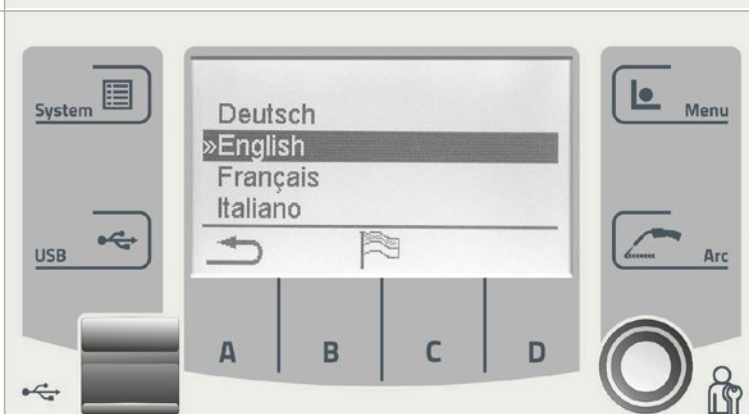 System
Deutsch
»English
Français
Italiano
Menu
USB
Arc
A B C D